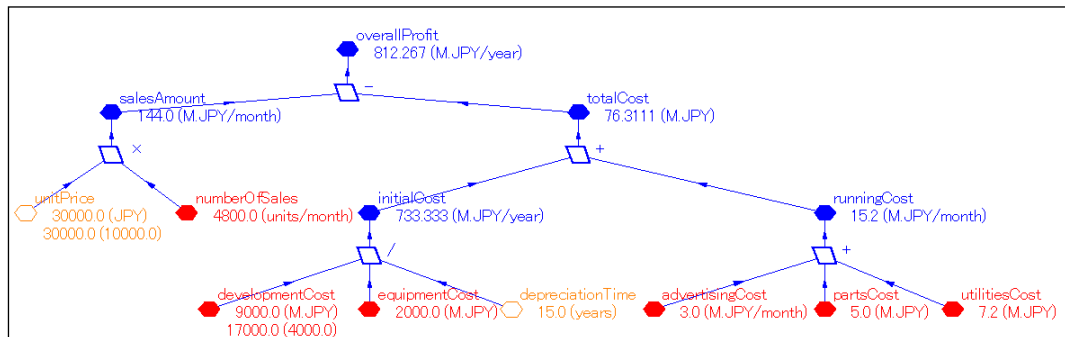 overallProfit
812.267 (M.JPY/year)
−
salesAmount
144.0 (M.JPY/month)
totalCost
76.3111 (M.JPY)
×
+
unitPrice
30000.0 (JPY)
30000.0 (10000.0)
numberOfSales
4800.0 (units/month)
initialCost
733.333 (M.JPY/year)
runningCost
15.2 (M.JPY/month)
/
+
developmentCost
9000.0 (M.JPY)
17000.0 (4000.0)
equipmentCost
2000.0 (M.JPY)
depreciationTime
15.0 (years)
advertisingCost
3.0 (M.JPY/month)
partsCost
5.0 (M.JPY)
utilitiesCost
7.2 (M.JPY)